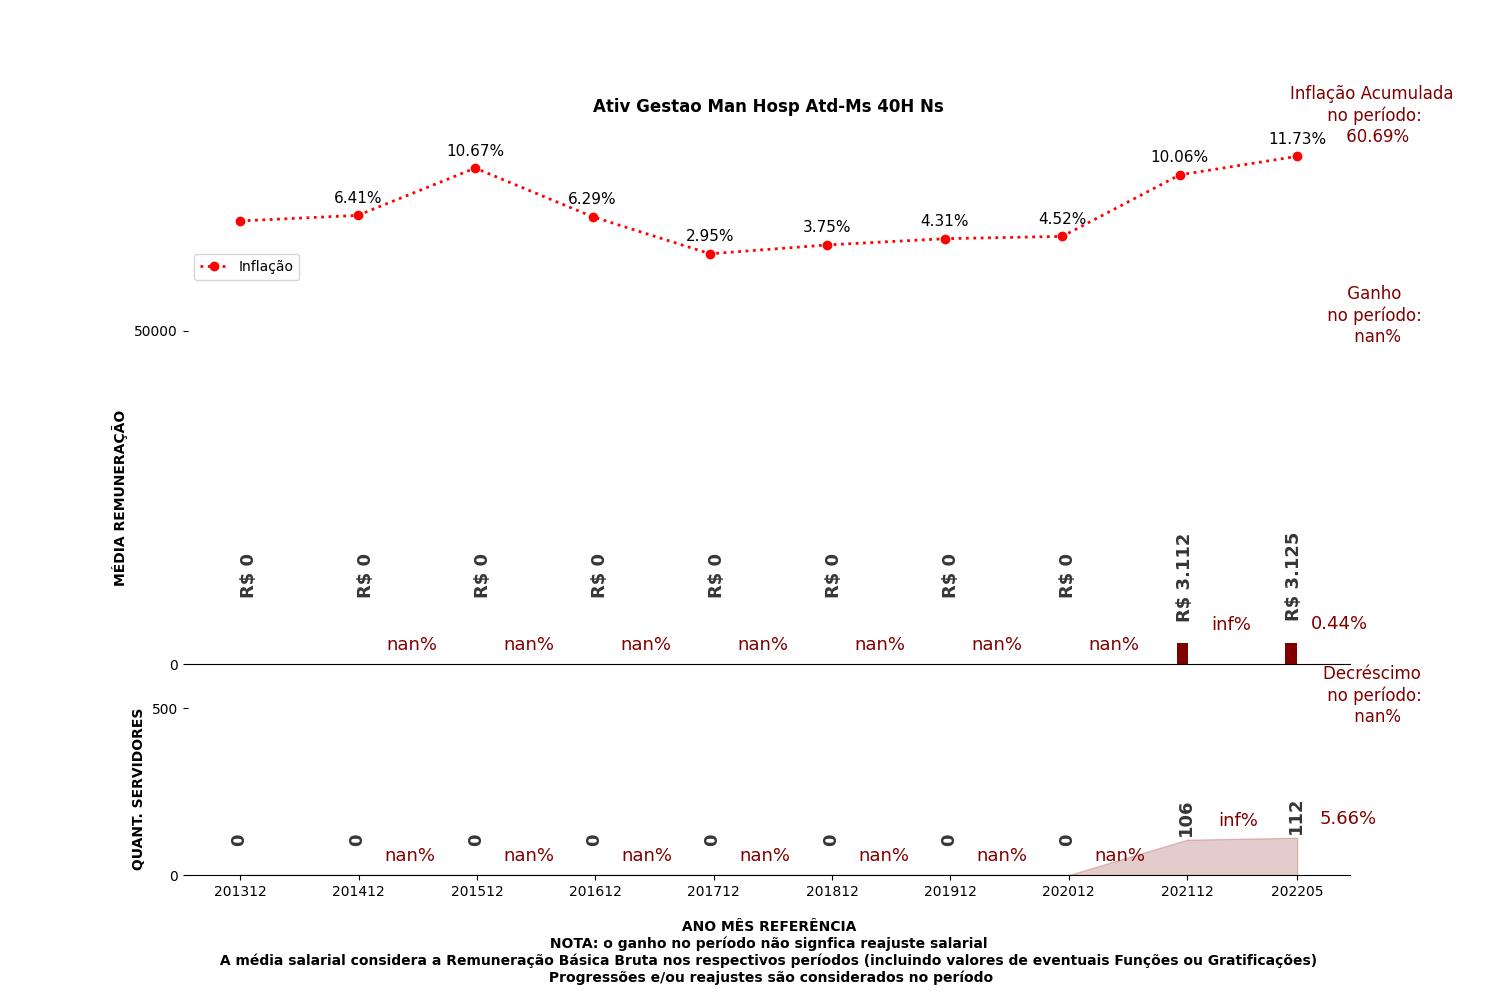 Ativ Gestao Man Hosp Atd-Ms 40H Ns
Inflação Acumulada
no período:
60.69%
6.41%
10.67%
6.29%
2.95%
3.75%
4.31%
4.52%
10.06%
11.73%
Inflação
Ganho
no período:
nan%
50000
MÉDIA REMUNERAÇÃO
R$ 0
R$ 0
R$ 0
R$ 0
R$ 0
R$ 0
R$ 0
R$ 0
R$ 3.112
R$ 3.125
nan%
nan%
nan%
nan%
nan%
nan%
nan%
inf%
0.44%
0
Decréscimo
no período:
nan%
500
QUANT. SERVIDORES
0
0
0
0
0
0
0
0
106
112
nan%
nan%
nan%
nan%
nan%
nan%
nan%
inf%
5.66%
0
201312
201412
201512
201612
201712
201812
201912
202012
202112
202205
ANO MÊS REFERÊNCIA
NOTA: o ganho no período não signfica reajuste salarial
A média salarial considera a Remuneração Básica Bruta nos respectivos períodos (incluindo valores de eventuais Funções ou Gratificações)
Progressões e/ou reajustes são considerados no período